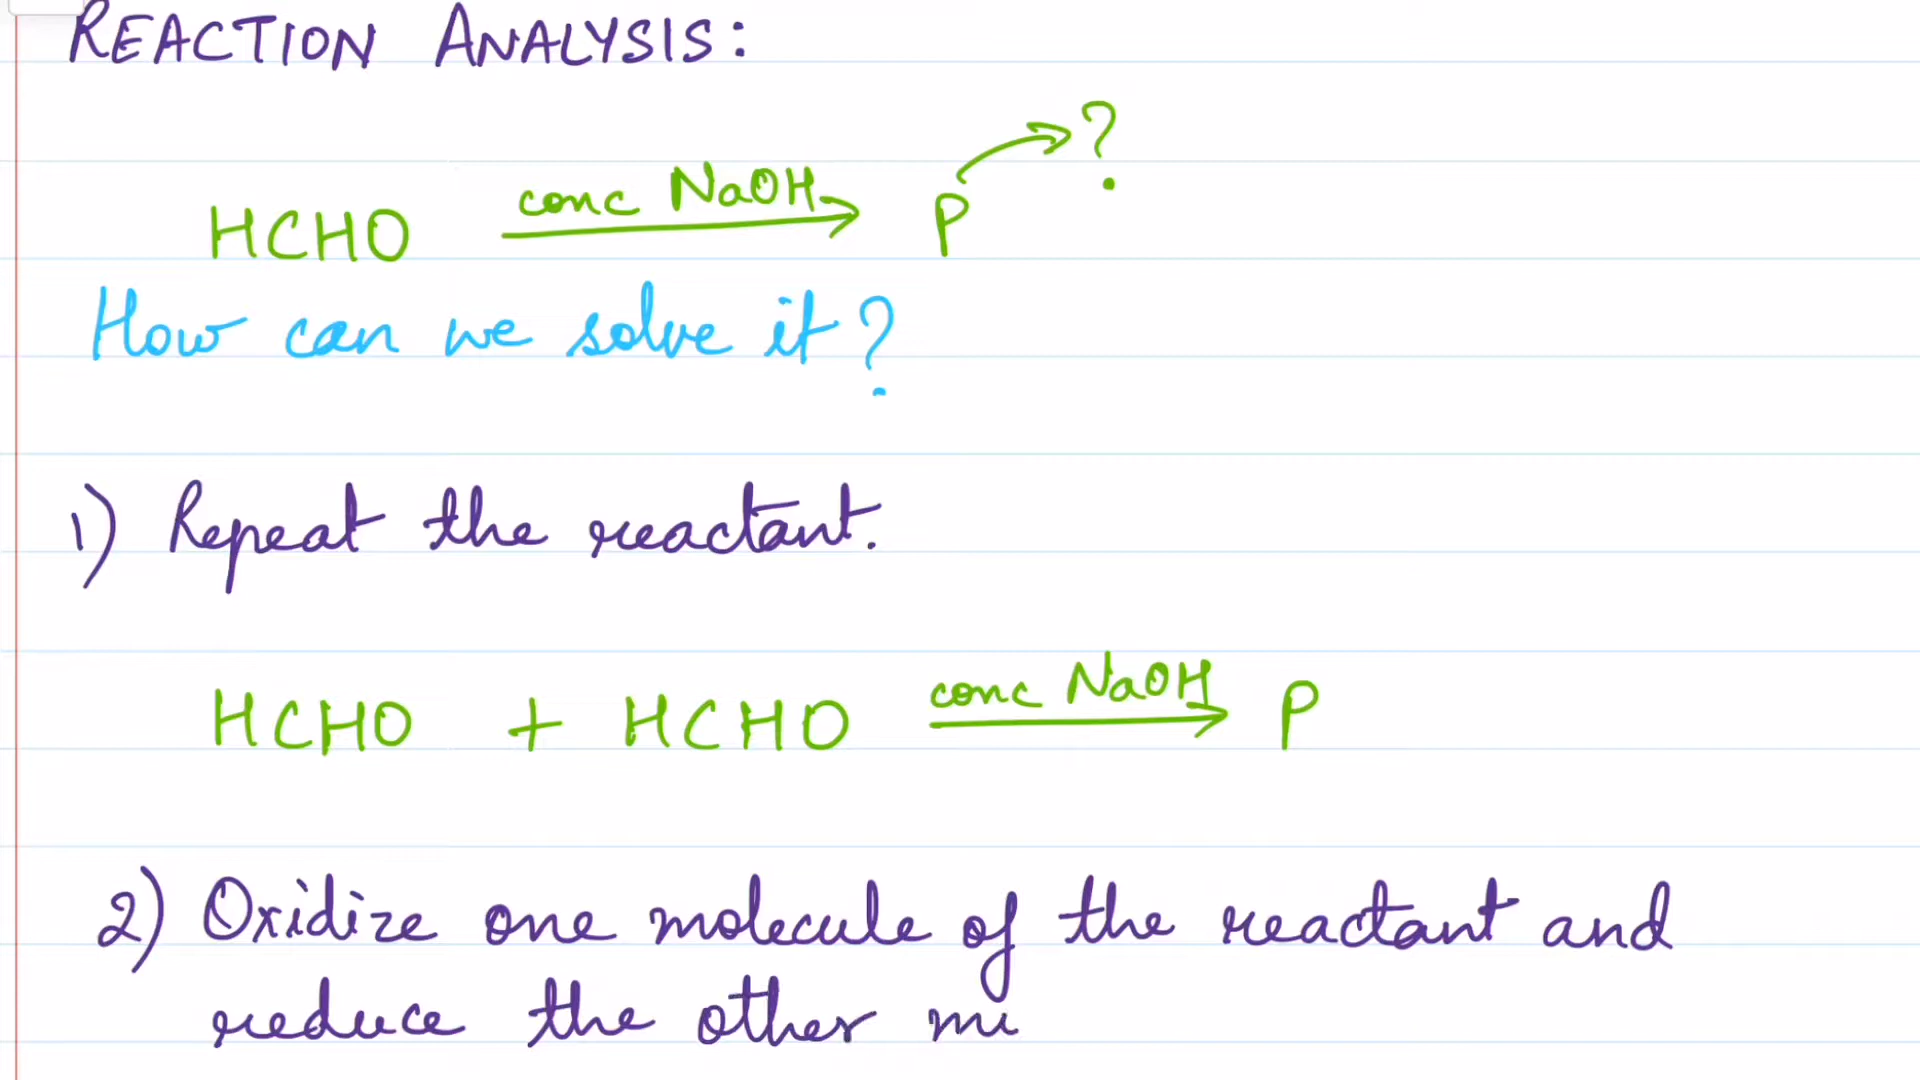 REACTION ANALYSIS:
?
HCHO conc NaOH P
How can we solve it?
1) Repeat the reactant.
HCHO + HCHO conc NaOH P
2) Oxidize one molecule of the reactant and
reduce the other